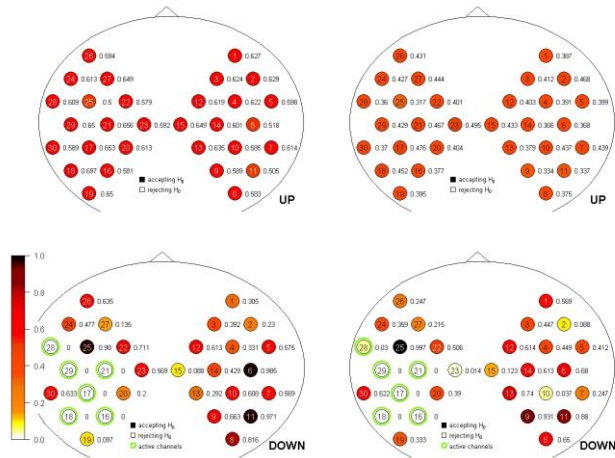 26 0.594
1 0.627
24 0.613 27 0.649
3 0.624 2 0.629
28 0.609 25 0.5 22 0.579
12 0.619 4 0.622 5 0.598
29 0.65 21 0.656 23 0.592 15 0.649 14 0.601 6 0.518
30 0.589 17 0.653 20 0.613
13 0.635 10 0.585 7 0.614
18 0.697 16 0.581
9 0.589 11 0.505
19 0.65
8 0.583
accepting H0
rejecting H0
UP
26 0.431
1 0.387
24 0.427 27 0.444
3 0.412 2 0.468
28 0.36 25 0.317 22 0.401
12 0.403 4 0.391 5 0.399
29 0.429 21 0.467 23 0.495 15 0.433 14 0.366 6 0.368
30 0.37 17 0.476 20 0.404
13 0.379 10 0.437 7 0.439
18 0.452 16 0.377
9 0.334 11 0.337
19 0.395
8 0.376
accepting H0
rejecting H0
UP
1.0
0.8
0.6
0.4
0.2
0.0
26 0.635
1 0.305
24 0.477 27 0.135
3 0.392 2 0.23
28 0 25 0.98 22 0.711
12 0.613 4 0.331 5 0.575
29 0 21 0 23 0.569 15 0.088 14 0.429 6 0.985
30 0.633 17 0 20 0.2
13 0.292 10 0.608 7 0.569
18 0 16 0
9 0.663 11 0.971
19 0.097
8 0.816
accepting H0
rejecting H0
active channels
DOWN
26 0.247
1 0.569
24 0.359 27 0.215
3 0.447 2 0.088
28 0.03 25 0.997 22 0.506
12 0.614 4 0.449 5 0.412
29 0 21 0 23 0.014 15 0.123 14 0.613 6 0.68
30 0.622 17 0 20 0.39
13 0.74 10 0.037 7 0.247
18 0 16 0
9 0.931 11 0.88
19 0.333
8 0.65
accepting H0
rejecting H0
active channels
DOWN